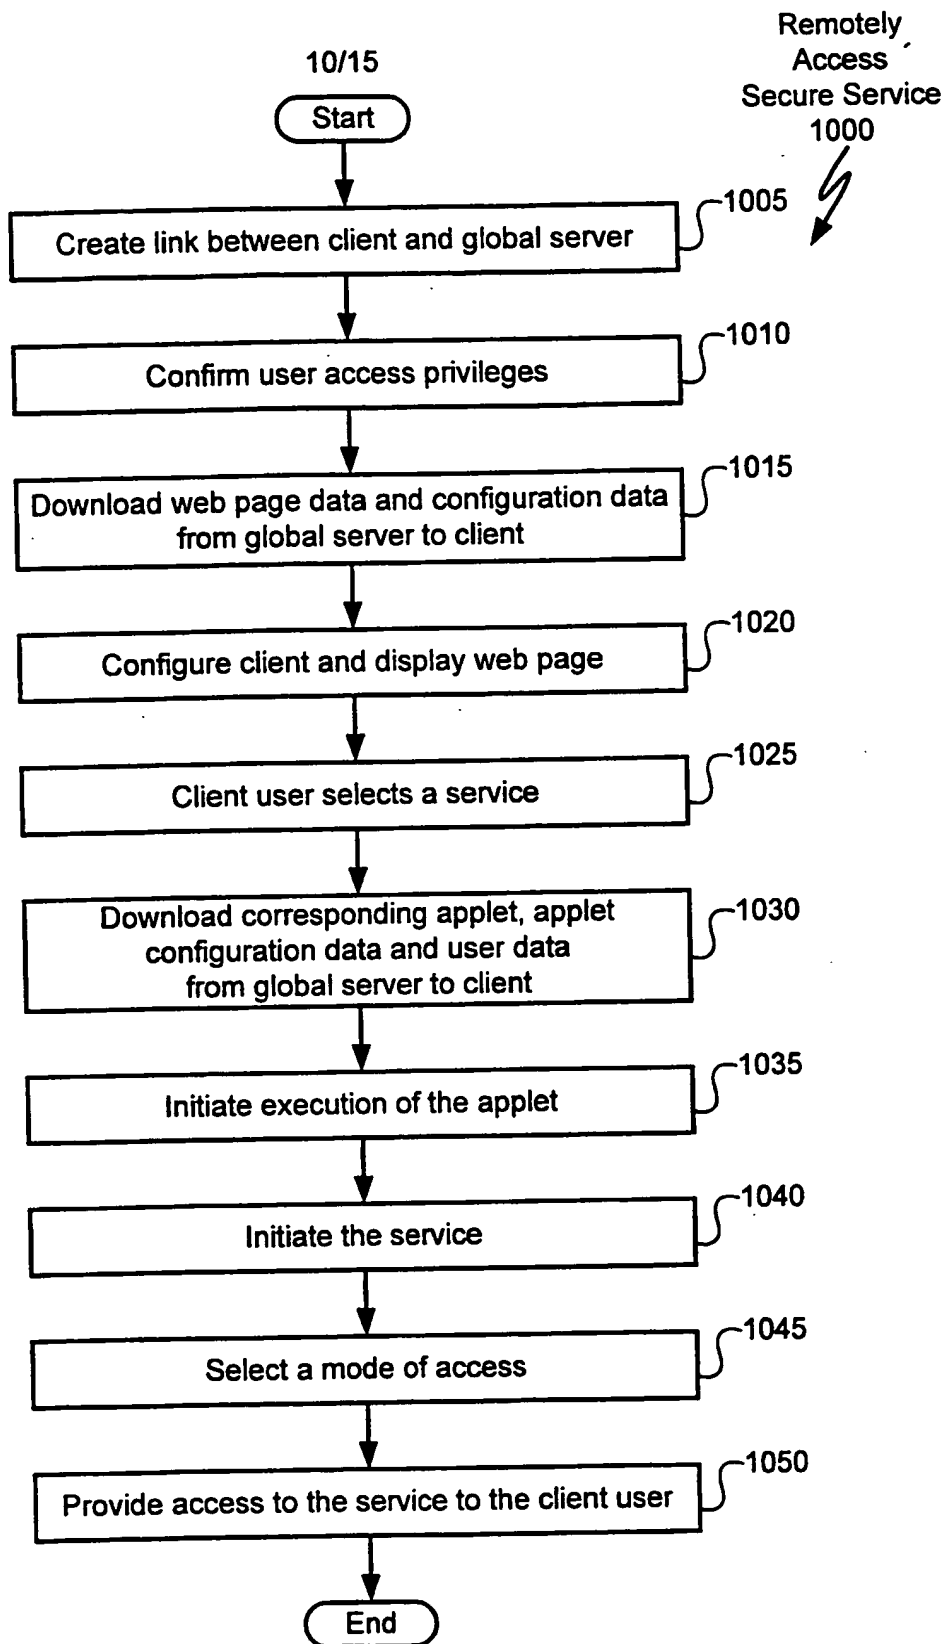 10/15
Remotely
Access
Secure Service
1000
Start
1005
Create link between client and global server
1010
Confirm user access privileges
1015
Download web page data and configuration data
from global server to client
1020
Configure client and display web page
1025
Client user selects a service
1030
Download corresponding applet, applet
configuration data and user data
from global server to client
1035
Initiate execution of the applet
1040
Initiate the service
1045
Select a mode of access
1050
Provide access to the service to the client user
End